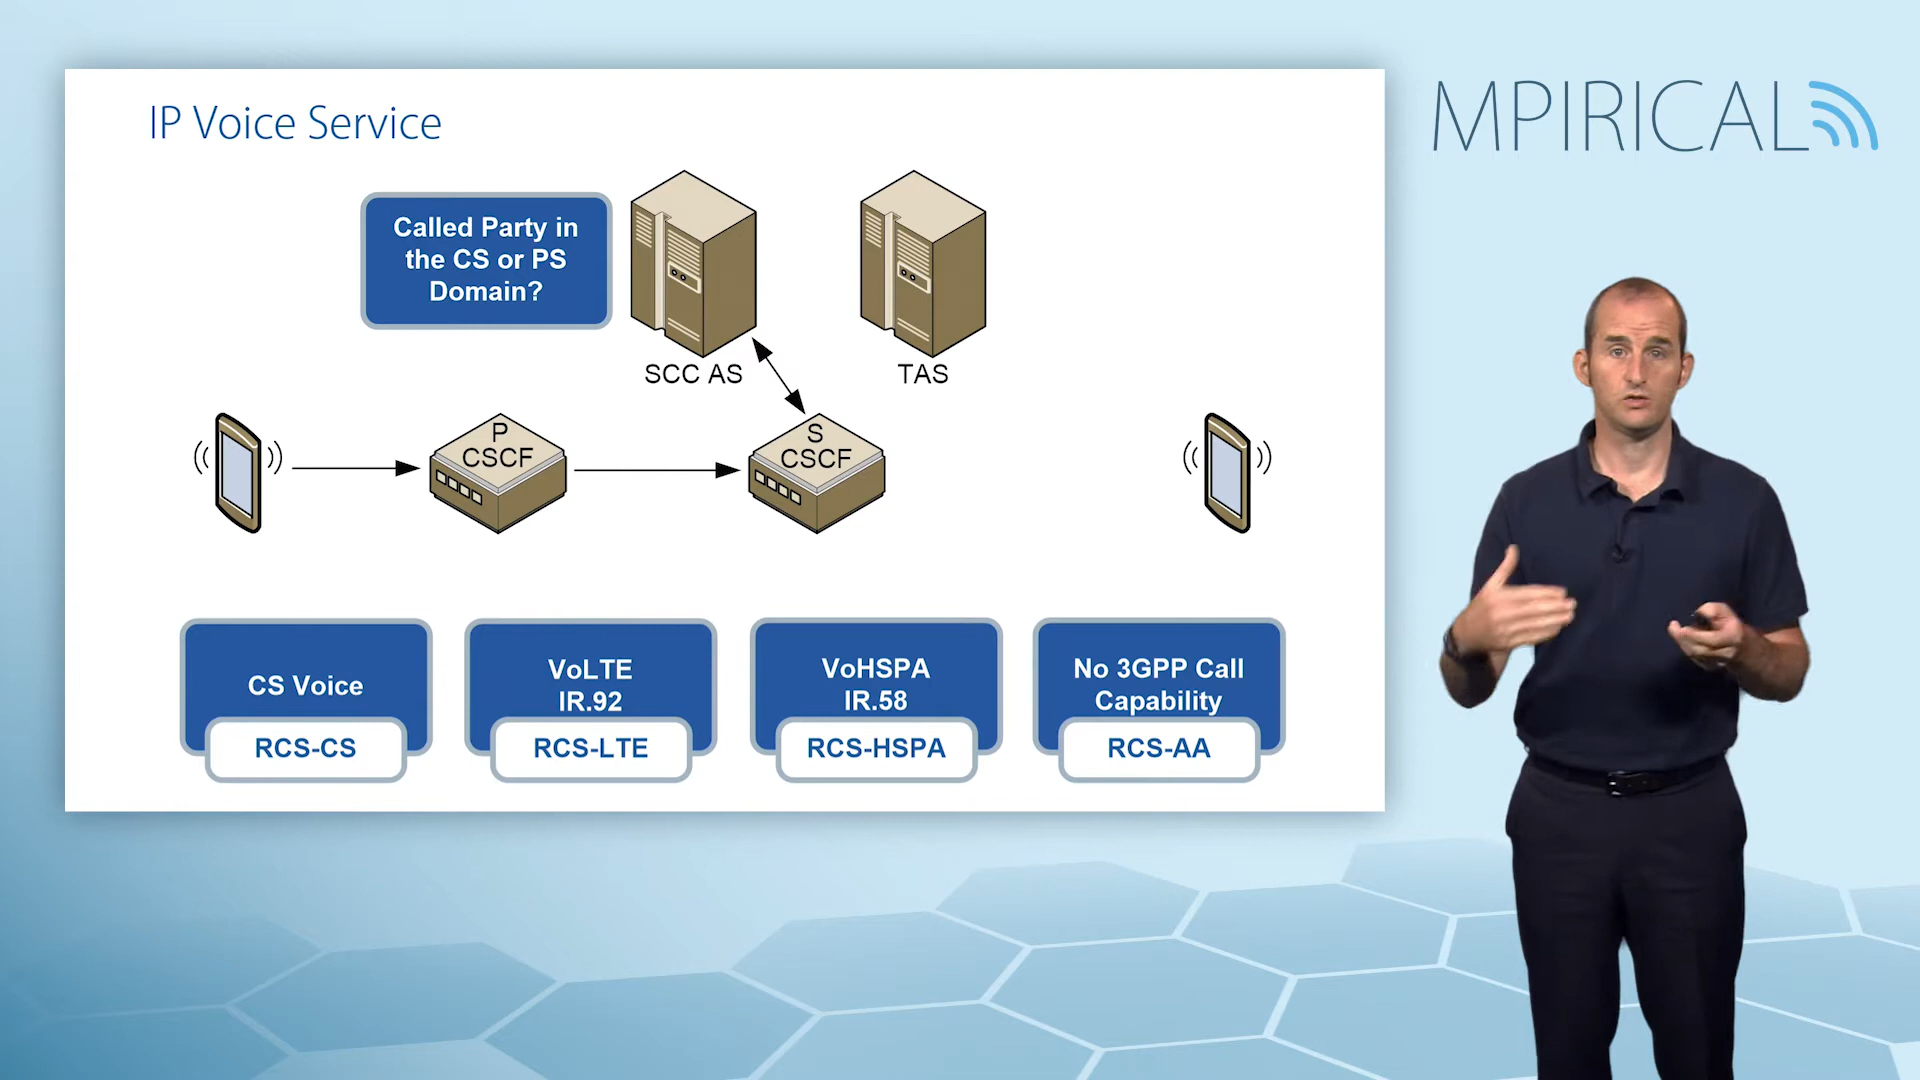 IP Voice Service
MPIRICAL
Called Party in
the CS or PS
Domain?
SCC AS
TAS
P
CSCF
S
CSCF
CS Voice
RCS-CS
VoLTE
IR.92
RCS-LTE
VoHSPA
IR.58
RCS-HSPA
No 3GPP Call
Capability
RCS-AA